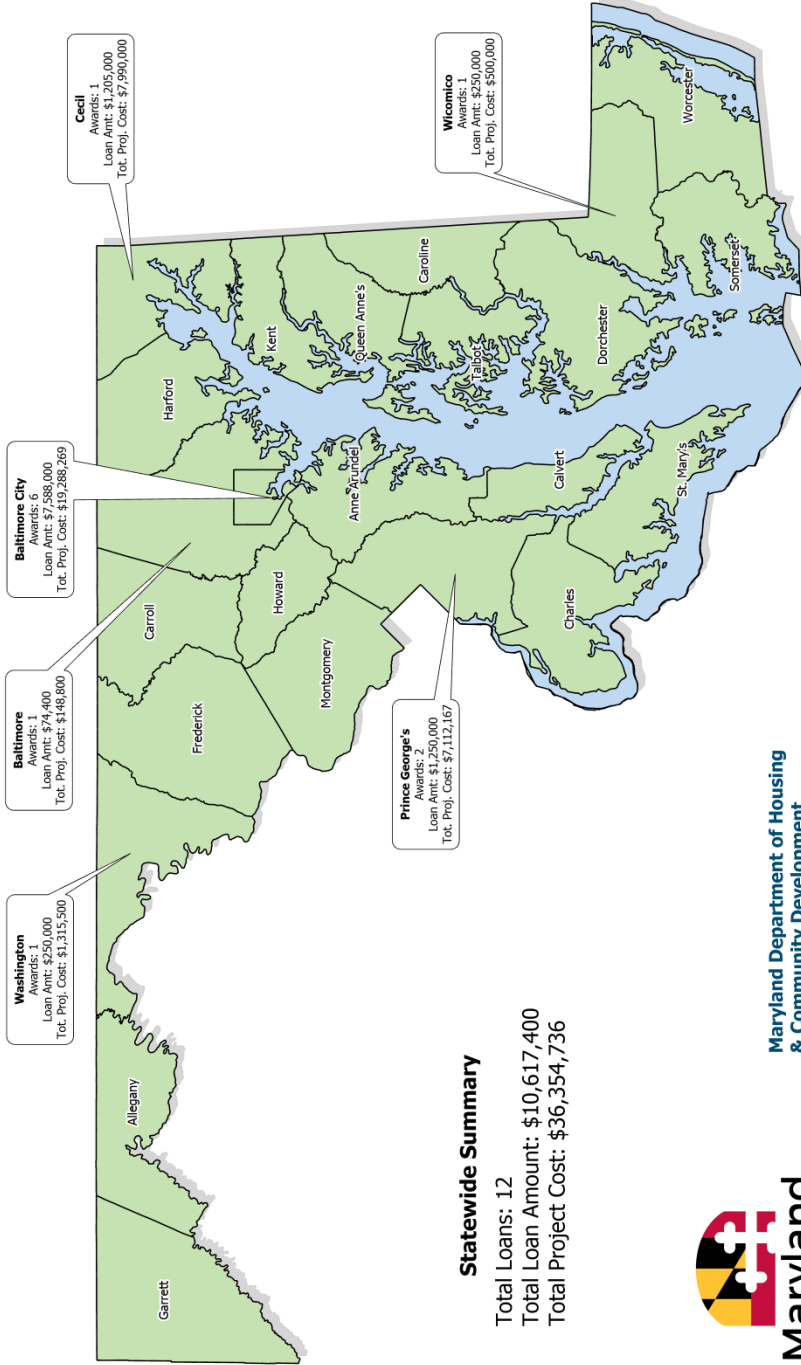 Cecil
Awards: 1
Loan Amt: $1,205,000
Tot. Proj. Cost: $7,990,000
Baltimore City
Awards: 6
Loan Amt: $7,588,000
Tot. Proj. Cost: $19,288,269
Baltimore
Awards: 1
Loan Amt: $74,400
Tot. Proj. Cost: $148,800
Washington
Awards: 1
Loan Amt: $250,000
Tot. Proj. Cost: $1,315,500
Wicomico
Awards: 1
Loan Amt: $250,000
Tot. Proj. Cost: $500,000
Prince George's
Awards: 2
Loan Amt: $1,250,000
Tot. Proj. Cost: $7,112,167
Garrett
Allegany
Frederick
Carroll
Harford
Montgomery
Howard
Anne Arundel
Kent
Queen Anne's
Caroline
Talbot
Calvert
Charles
St. Mary's
Dorchester
Somerset
Worcester
Statewide Summary
Total Loans: 12
Total Loan Amount: $10,617,400
Total Project Cost: $36,354,736
Maryland
Maryland Department of Housing
& Community Development